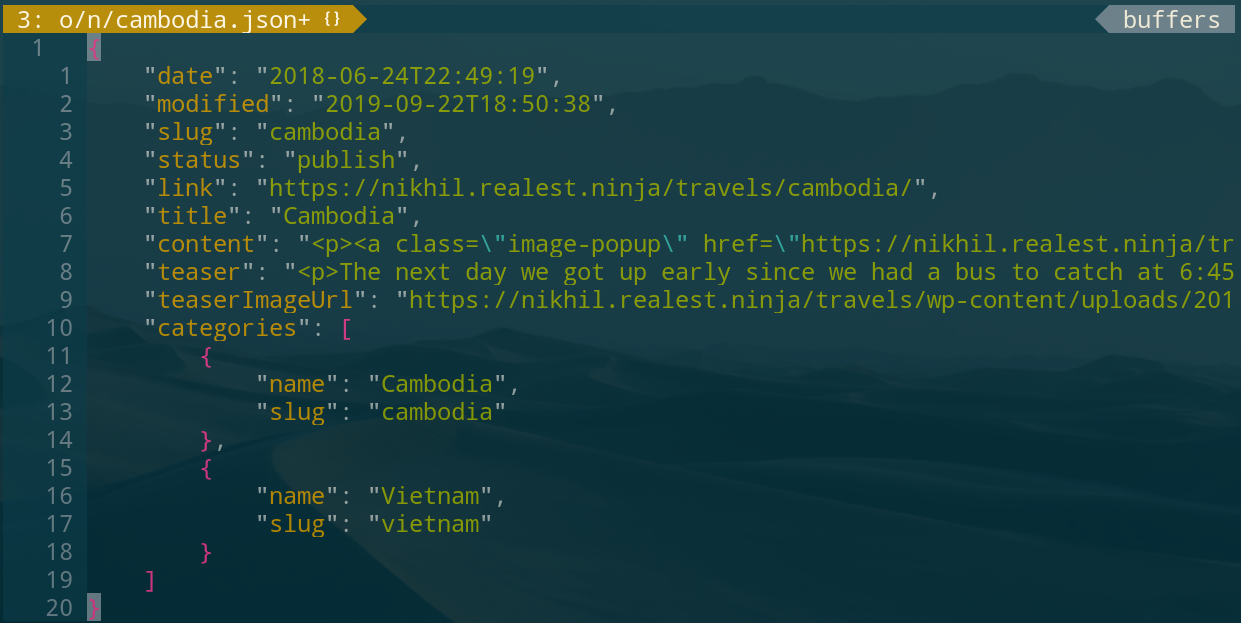 3: o/n/cambodia.json+ {} buffers
1 {
1 "date": "2018-06-24T22:49:19",
2 "modified": "2019-09-22T18:50:38",
3 "slug": "cambodia",
4 "status": "publish",
5 "link": "https://nikhil.realest.ninja/travels/cambodia/",
6 "title": "Cambodia",
7 "content": "<p><a class=\"image-popup\" href=\"https://nikhil.realest.ninja/tr
8 "teaser": "<p>The next day we got up early since we had a bus to catch at 6:45
9 "teaserImageUrl": "https://nikhil.realest.ninja/travels/wp-content/uploads/201
10 "categories": [
11 {
12 "name": "Cambodia",
13 "slug": "cambodia"
14 },
15 {
16 "name": "Vietnam",
17 "slug": "vietnam"
18 }
19 ]
20 }